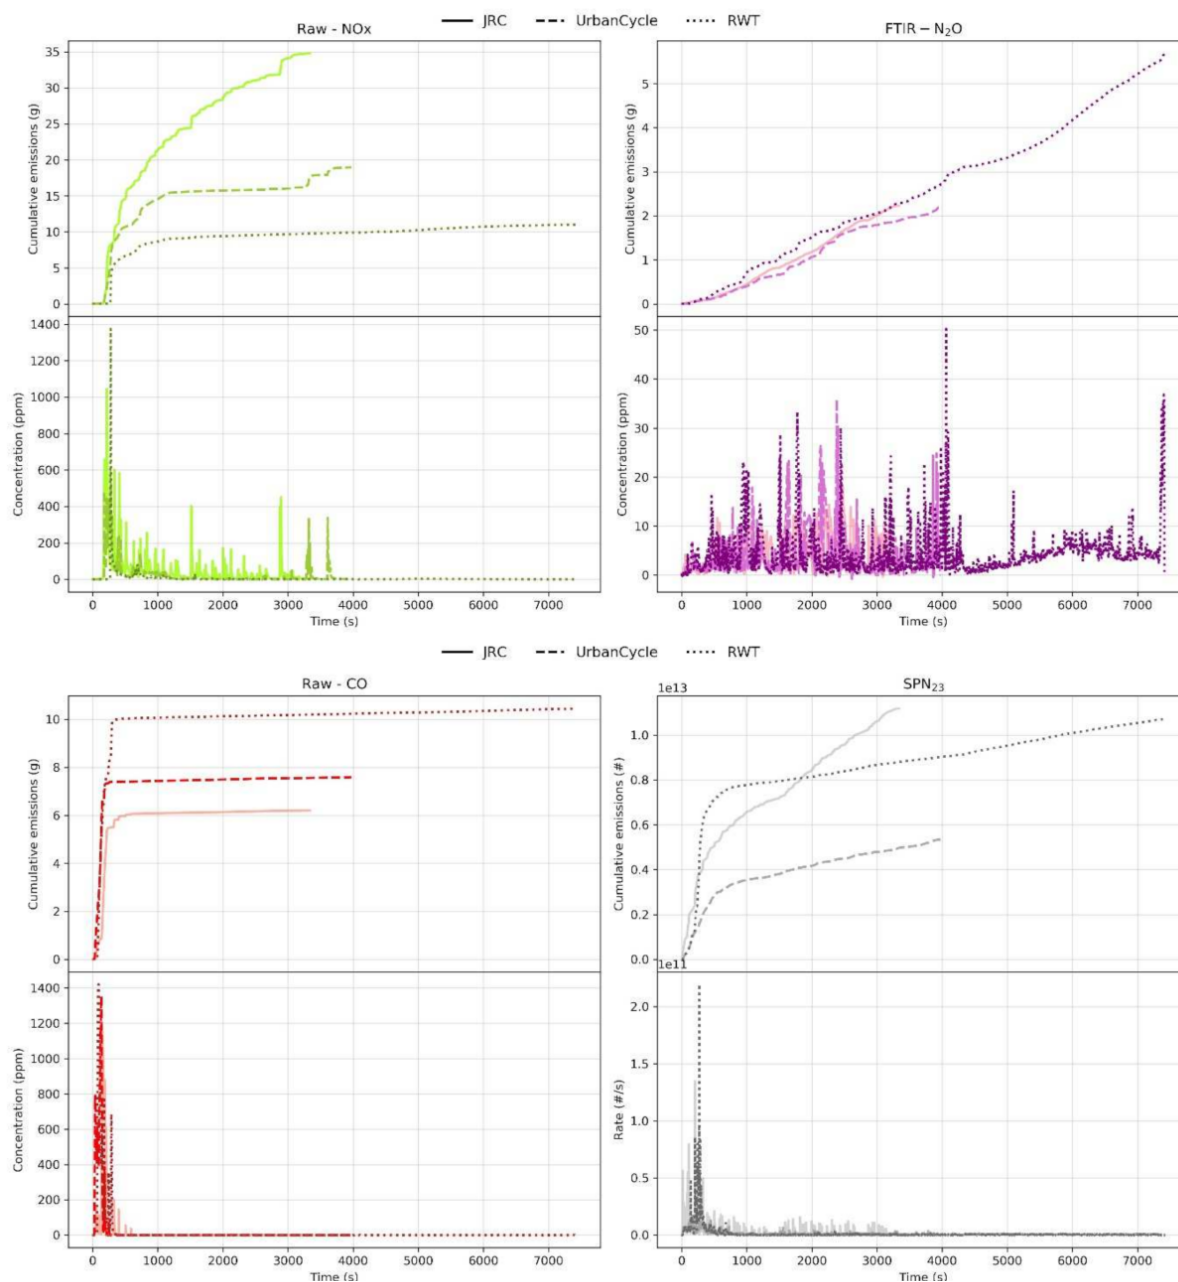 JRC UrbanCycle RWT
Raw - NOx
Cumulative emissions (g)
35
30
25
20
15
10
5
0
Concentration (ppm)
1400
1200
1000
800
600
400
200
0
0 1000 2000 3000 4000 5000 6000 7000
Time (s)
FTIR − N₂O
Cumulative emissions (g)
5
4
3
2
1
0
Concentration (ppm)
50
40
30
20
10
0
0 1000 2000 3000 4000 5000 6000 7000
Time (s)
JRC UrbanCycle RWT
Raw - CO
Cumulative emissions (g)
10
8
6
4
2
0
Concentration (ppm)
1400
1200
1000
800
600
400
200
0
0 1000 2000 3000 4000 5000 6000 7000
Time (s)
SPN₂₃
1e13
Cumulative emissions (#)
1.0
0.8
0.6
0.4
0.2
0.0
1e11
Rate (#/s)
2.0
1.5
1.0
0.5
0.0
0 1000 2000 3000 4000 5000 6000 7000
Time (s)